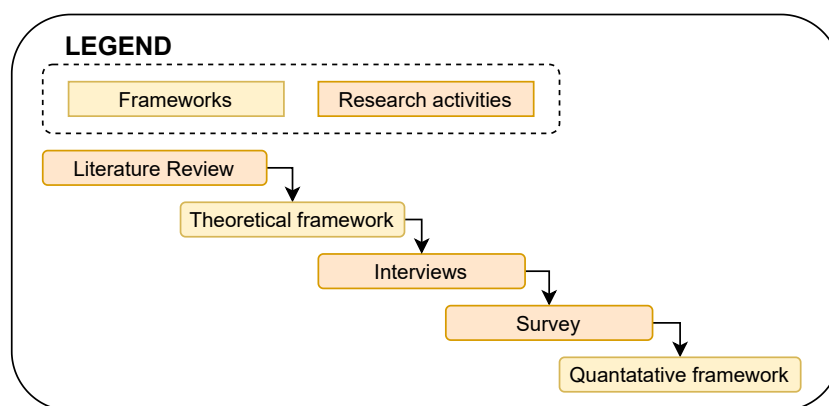 LEGEND
Frameworks
Research activities
Literature Review
Theoretical framework
Interviews
Survey
Quantatative framework